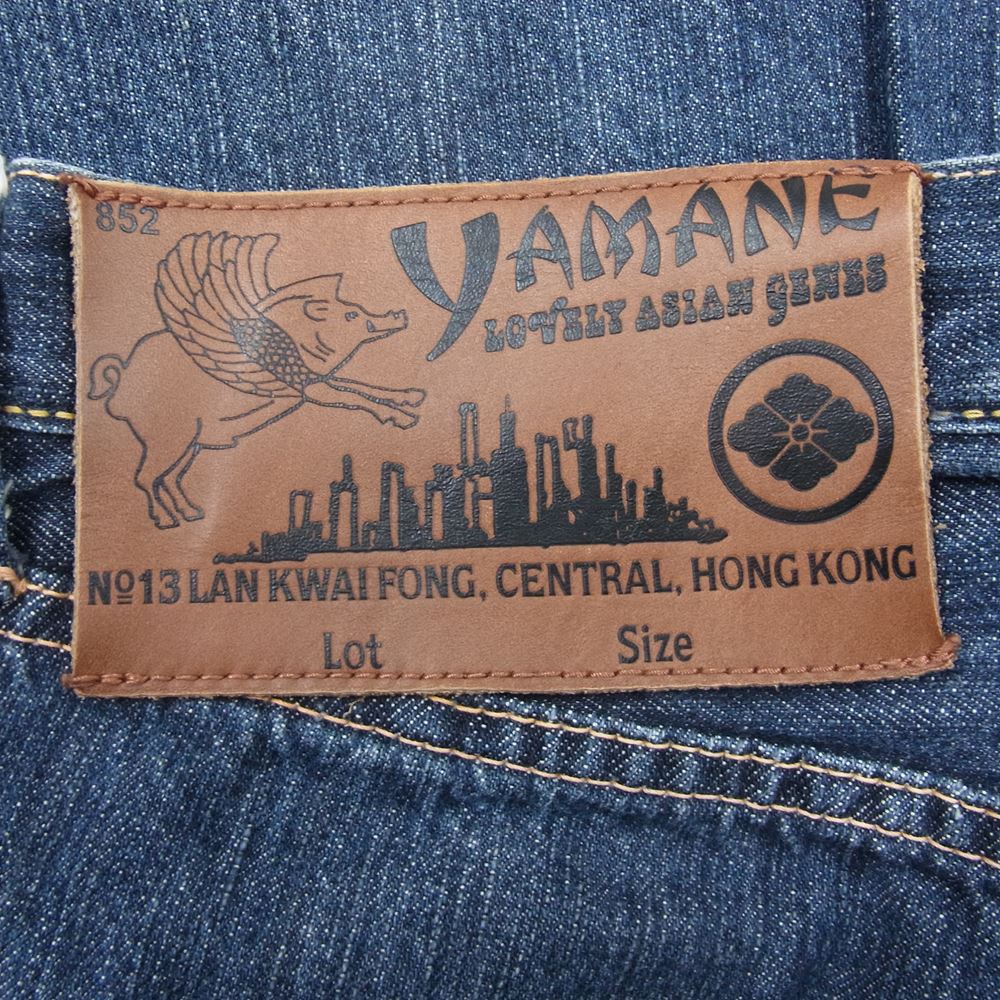 852
YAMANE
LOVELY ASIAN GENES
Nº13 LAN KWAI FONG, CENTRAL, HONG KONG
Lot Size